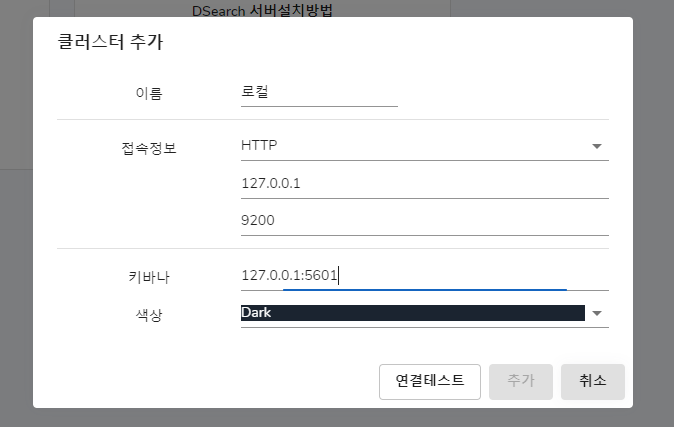 DSearch 서버설치방법
클러스터 추가
이름 로컬
접속정보 HTTP
127.0.0.1
9200
키바나 127.0.0.1:5601
색상 Dark
연결테스트 추가 취소